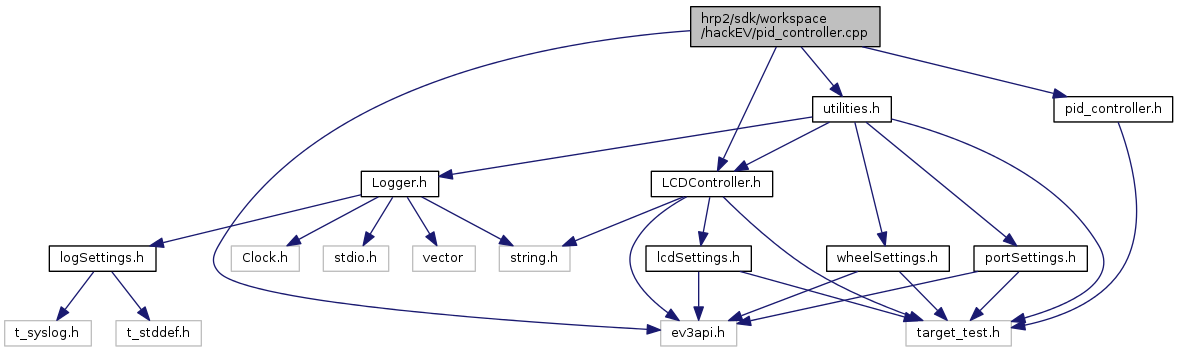 hrp2/sdk/workspace
/hackEV/pid_controller.cpp
utilities.h
pid_controller.h
Logger.h
LCDController.h
logSettings.h
Clock.h
stdio.h
vector
string.h
lcdSettings.h
wheelSettings.h
portSettings.h
t_syslog.h
t_stddef.h
ev3api.h
target_test.h